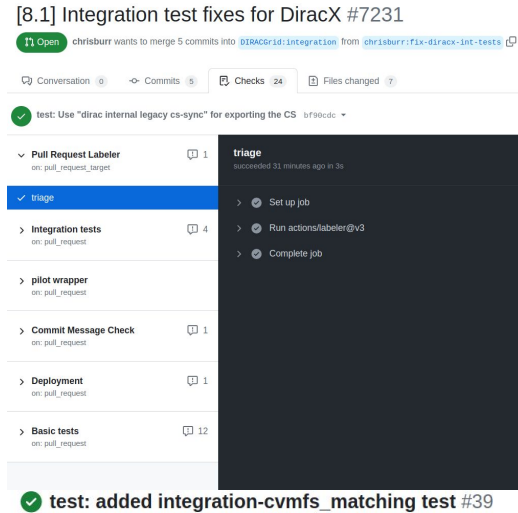 [8.1] Integration test fixes for DiracX #7231
Open chrisburr wants to merge 5 commits into DIRACGrid:integration from chrisburr:fix-diracx-int-tests
Conversation 0 Commits 5 Checks 24 Files changed 7
test: Use "dirac internal legacy cs-sync" for exporting the CS bf90cdc
Pull Request Labeler 1
on: pull_request_target
triage
Integration tests 4
on: pull_request
pilot wrapper
on: pull_request
Commit Message Check 1
on: pull_request
Deployment 1
on: pull_request
Basic tests 12
on: pull_request
triage
succeeded 31 minutes ago in 3s
Set up job
Run actions/labeler@v3
Complete job
test: added integration-cvmfs_matching test #39